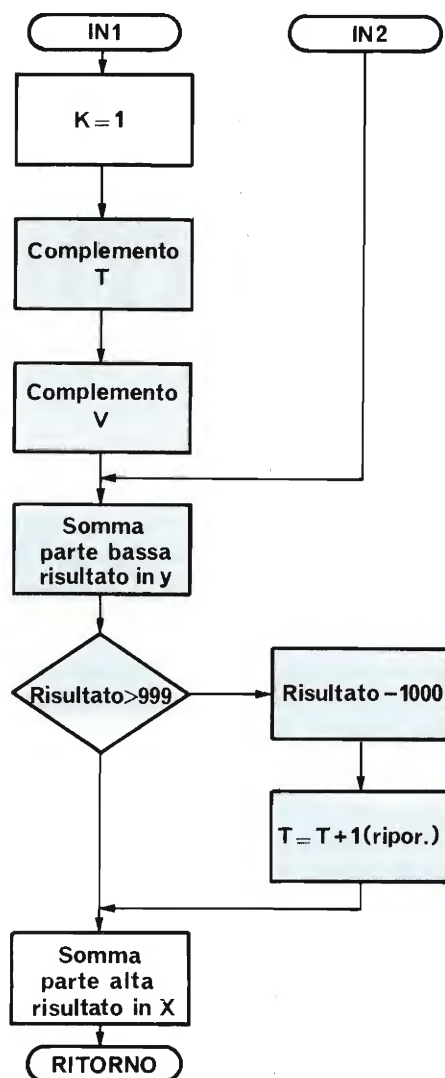 IN1
IN2
K=1
Complemento
T
Complemento
V
Somma
parte bassa
risultato in y
Risultato>999
Risultato -1000
T=T+1(ripor.)
Somma
parte alta
risultato in X
RITORNO